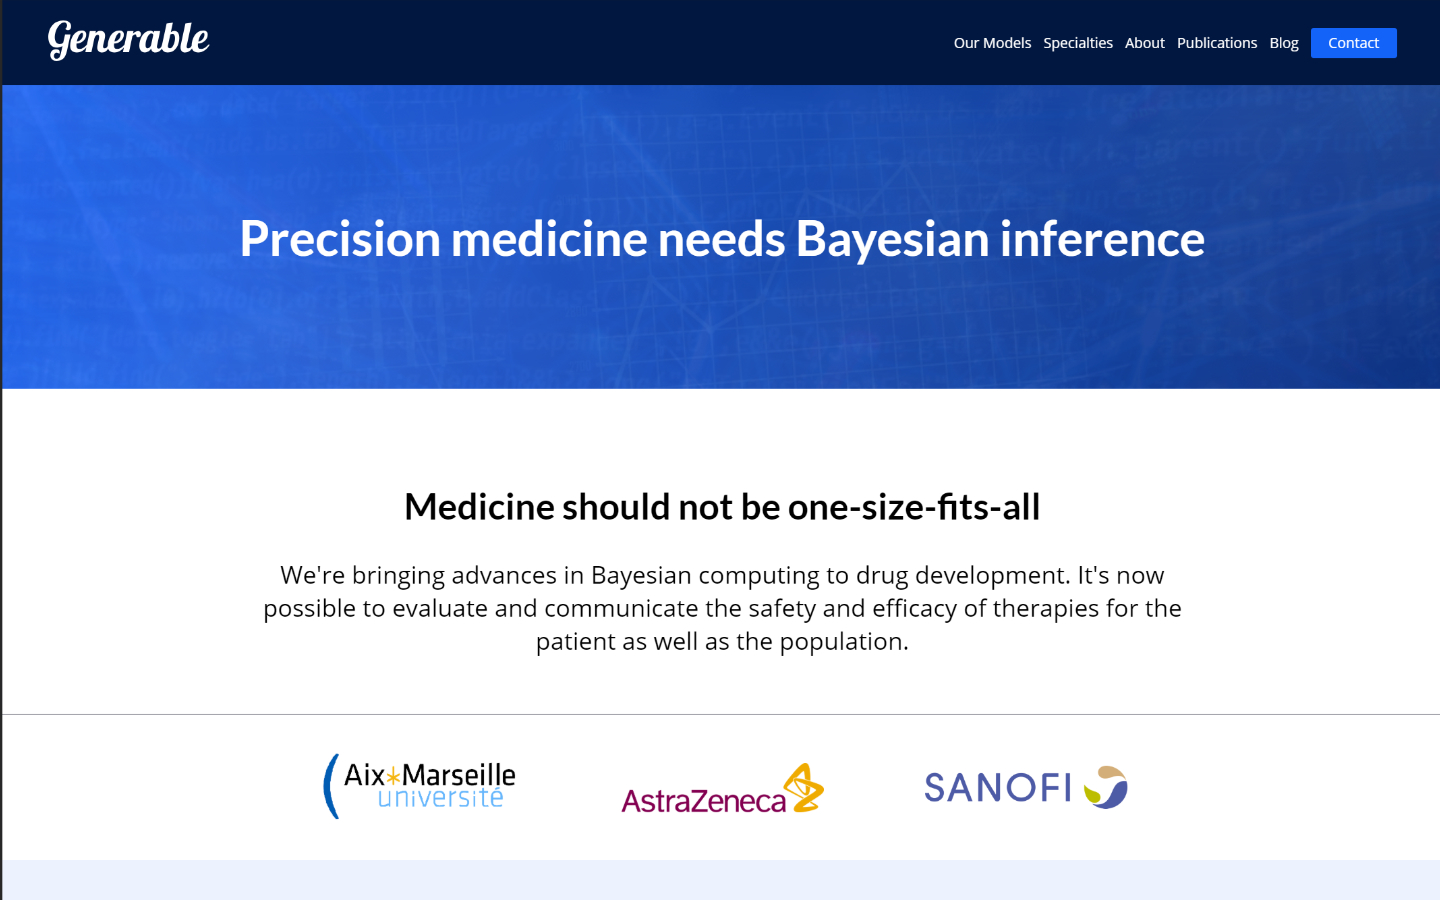 Generable
Our Models Specialties About Publications Blog Contact
Precision medicine needs Bayesian inference
Medicine should not be one-size-fits-all
We're bringing advances in Bayesian computing to drug development. It's now
possible to evaluate and communicate the safety and efficacy of therapies for the
patient as well as the population.
Aix*Marseille
université
AstraZeneca
SANOFI